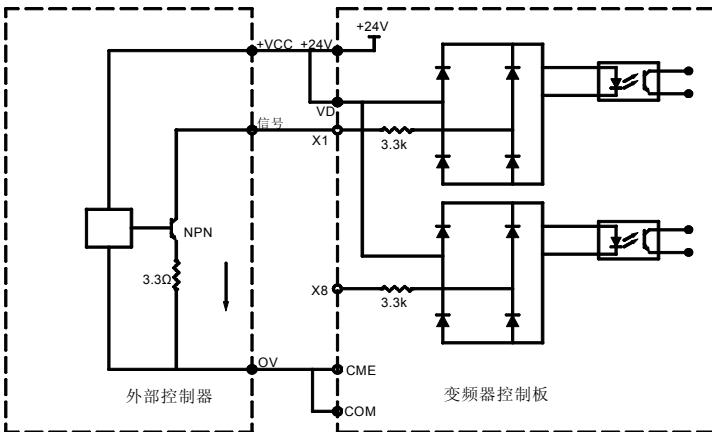 +24V
+VCC +24V
VD
信号
X1
3.3k
NPN
3.3Ω
X8
3.3k
OV
CME
外部控制器
变频器控制板
COM